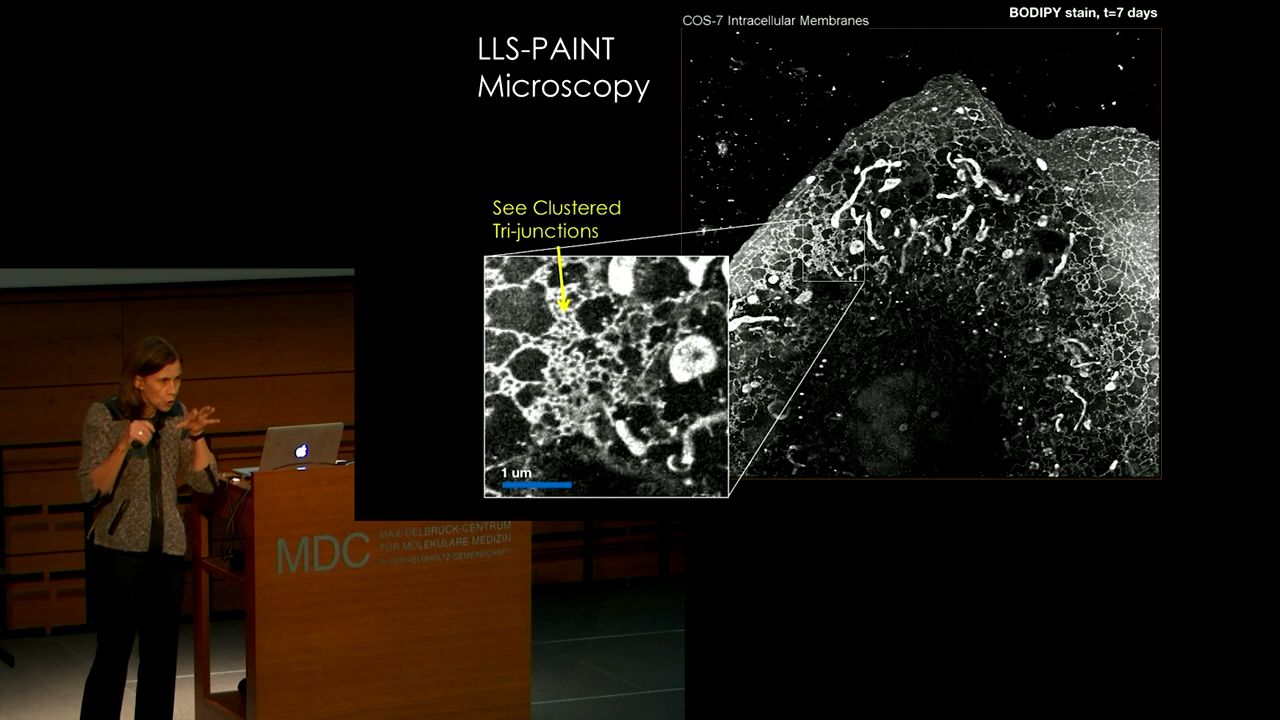 BODIPY stain, t=7 days
COS-7 Intracellular Membranes
LLS-PAINT
Microscopy
See Clustered
Tri-junctions
1 um
MDC
MAX-DELBRÜCK-CENTRUM
FÜR MOLEKULARE MEDIZIN
IN DER HELMHOLTZ-GEMEINSCHAFT